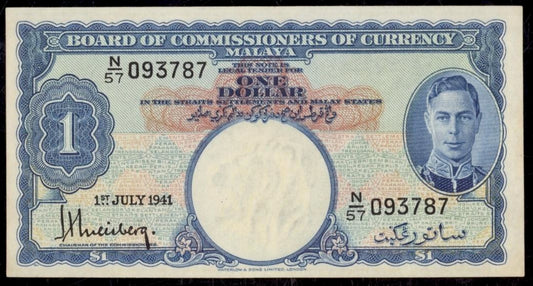 BOARD OF COMMISSIONERS OF CURRENCY
MALAYA
THIS NOTE IS
LEGAL TENDER FOR
ONE
DOLLAR
IN THE STRAITS SETTLEMENTS AND MALAY STATES
N/57 093787
1
1ST JULY 1941
N/57 093787
CHAIRMAN OF THE COMMISSIONERS
ساتو رڠݢيت
$1
$1
WATERLOW & SONS LIMITED, LONDON.